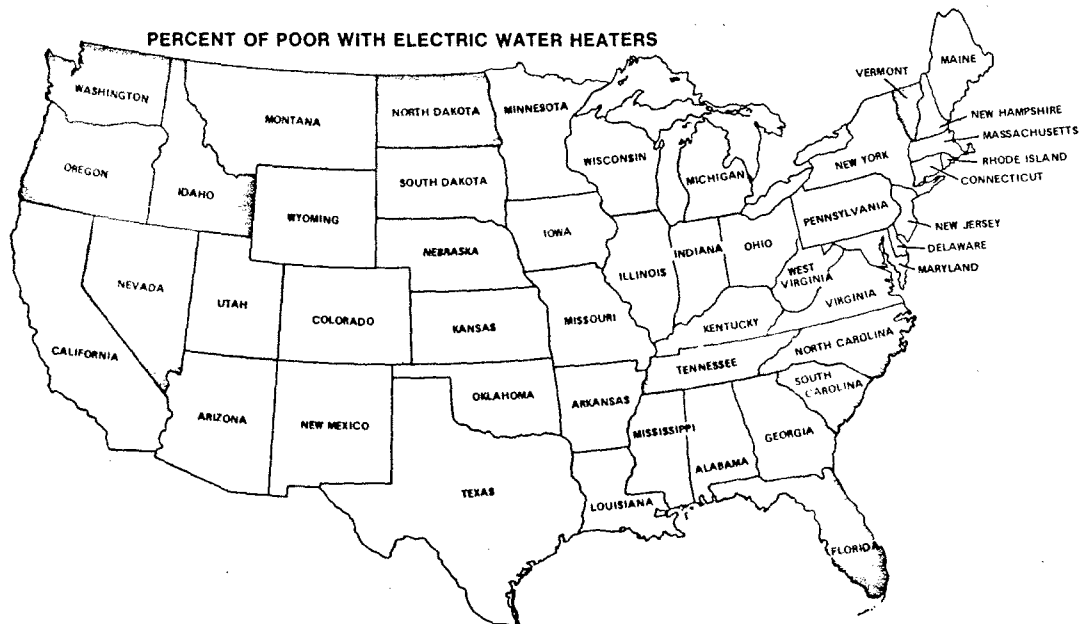 PERCENT OF POOR WITH ELECTRIC WATER HEATERS
WASHINGTON
MONTANA
NORTH DAKOTA
MINNESOTA
VERMONT
MAINE
NEW HAMPSHIRE
MASSACHUSETTS
RHODE ISLAND
CONNECTICUT
OREGON
IDAHO
WYOMING
SOUTH DAKOTA
WISCONSIN
MICHIGAN
NEW YORK
PENNSYLVANIA
NEW JERSEY
DELAWARE
MARYLAND
NEVADA
UTAH
COLORADO
NEBRASKA
IOWA
ILLINOIS
INDIANA
OHIO
WEST
VIRGINIA
VIRGINIA
CALIFORNIA
KANSAS
MISSOURI
KENTUCKY
NORTH CAROLINA
TENNESSEE
SOUTH
CAROLINA
ARIZONA
NEW MEXICO
OKLAHOMA
ARKANSAS
MISSISSIPPI
ALABAMA
GEORGIA
TEXAS
LOUISIANA
FLORIDA